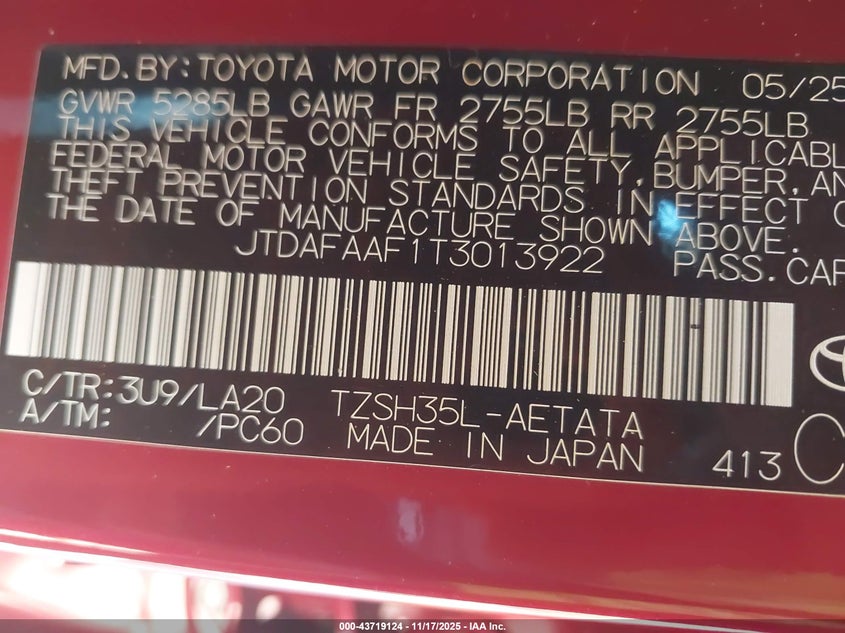 MFD.BY:TOYOTA MOTOR CORPORATION 05/25
GVWR 5285LB GAWR FR 2755LB RR 2755LB
THIS VEHICLE CONFORMS TO ALL APPLICABL
FEDERAL MOTOR VEHICLE SAFETY,BUMPER,AN
THEFT PREVENTION STANDARDS IN EFFECT O
THE DATE OF MANUFACTURE SHOWN ABOVE.
JTDAFAAF1T3013922 PASS.CAR
C/TR:3U9/LA20 TZSH35L-AETATA
A/TM: /PC60 MADE IN JAPAN 413 C
000-43719124 - 11/17/2025 - IAA Inc.